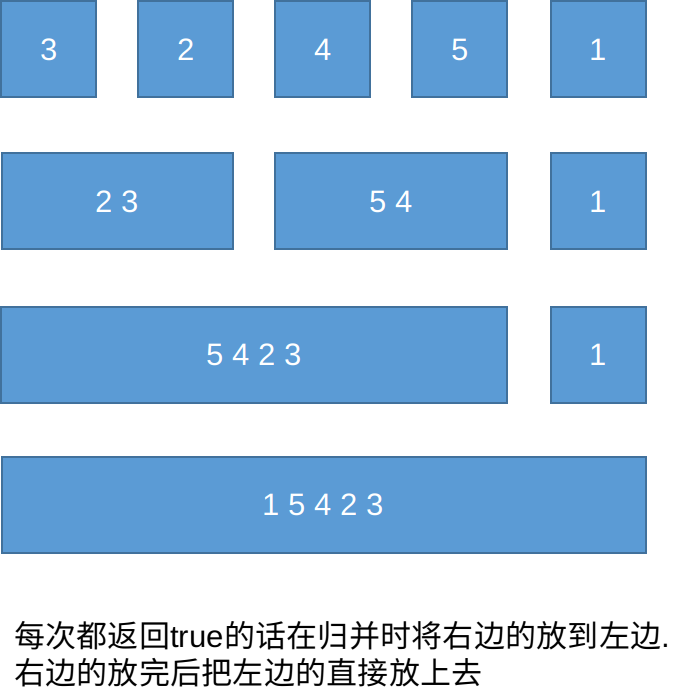 3 2 4 5 1
2 3 5 4 1
5 4 2 3 1
1 5 4 2 3
每次都返回true的话在归并时将右边的放到左边.
右边的放完后把左边的直接放上去